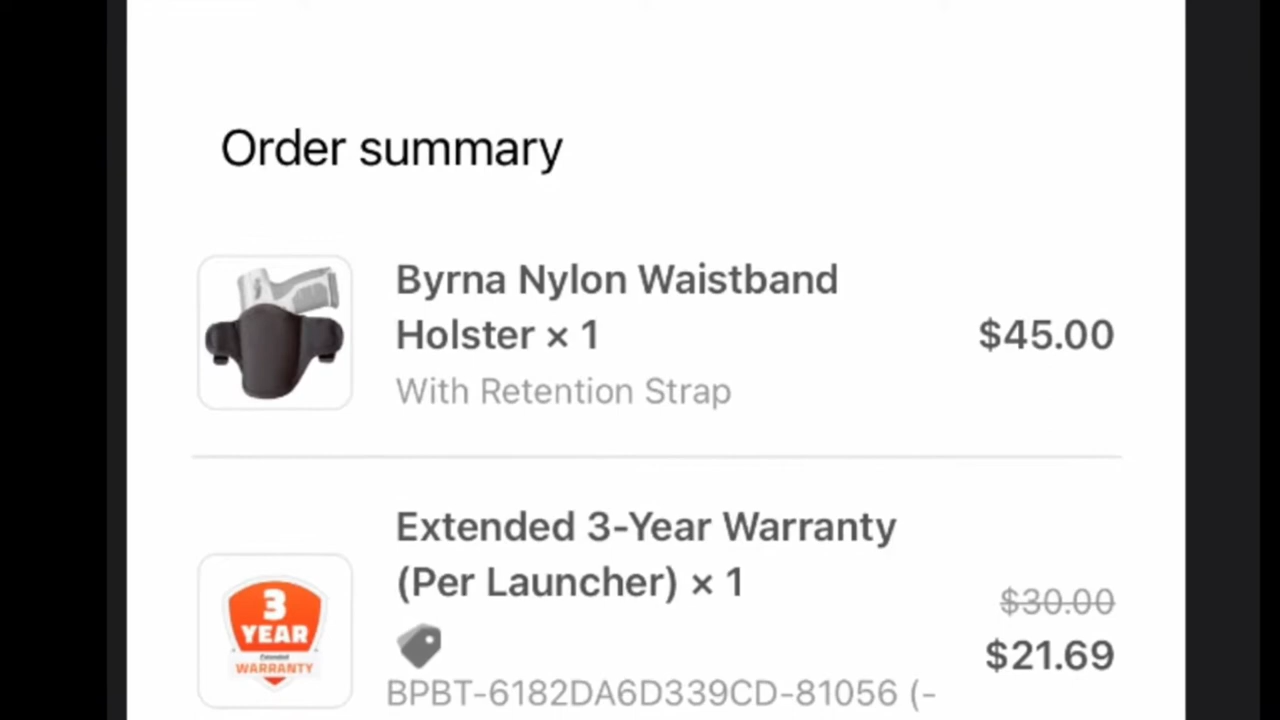 Order summary
Byrna Nylon Waistband
Holster × 1
$45.00
With Retention Strap
Extended 3-Year Warranty
(Per Launcher) × 1
$30.00
$21.69
3
YEAR
Extended
WARRANTY
BPBT-6182DA6D339CD-81056 (-